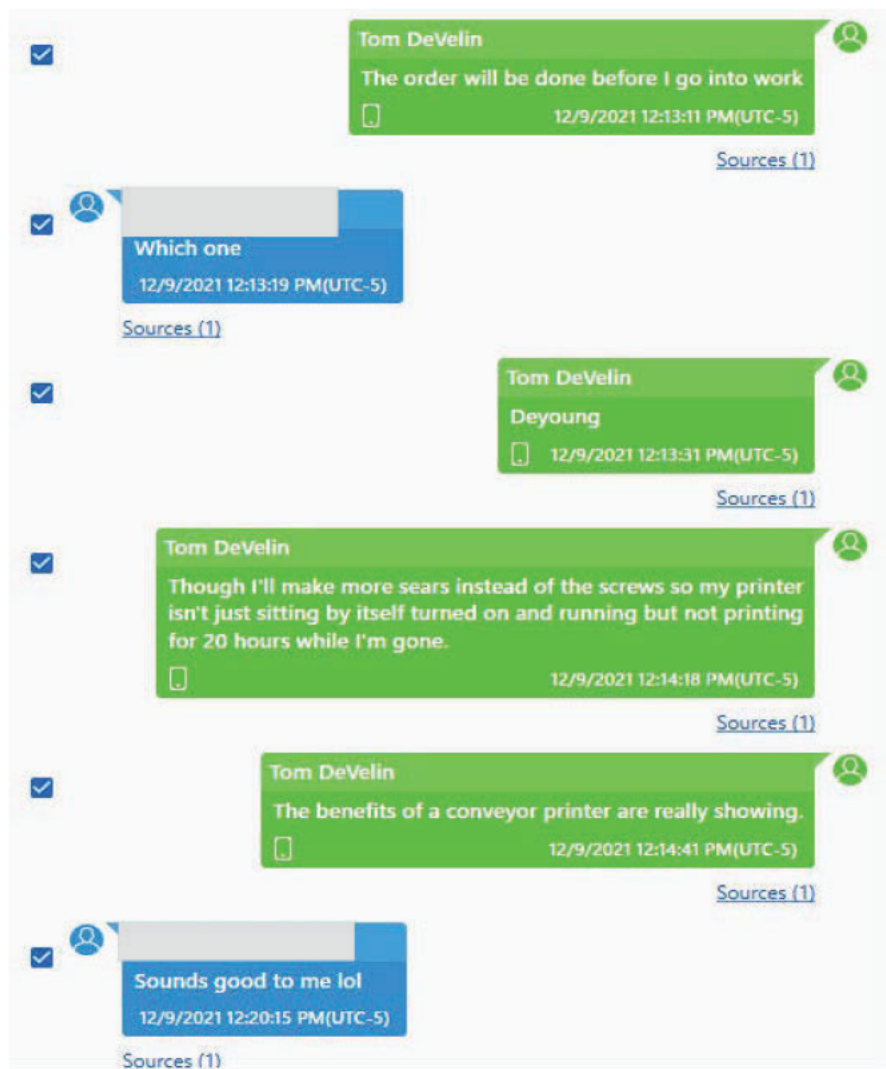 Tom DeVelin
The order will be done before I go into work
12/9/2021 12:13:11 PM(UTC-5)
Sources (1)
Which one
12/9/2021 12:13:19 PM(UTC-5)
Sources (1)
Tom DeVelin
Deyoung
12/9/2021 12:13:31 PM(UTC-5)
Sources (1)
Tom DeVelin
Though I'll make more sears instead of the screws so my printer
isn't just sitting by itself turned on and running but not printing
for 20 hours while I'm gone.
12/9/2021 12:14:18 PM(UTC-5)
Sources (1)
Tom DeVelin
The benefits of a conveyor printer are really showing.
12/9/2021 12:14:41 PM(UTC-5)
Sources (1)
Sounds good to me lol
12/9/2021 12:20:15 PM(UTC-5)
Sources (1)